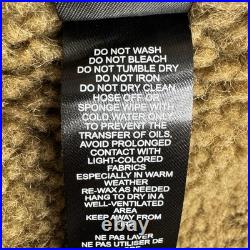 DO NOT WASH
DO NOT BLEACH
DO NOT TUMBLE DRY
DO NOT IRON
DO NOT DRY CLEAN
HOSE OFF OR
SPONGE WIPE WITH
COLD WATER ONLY
TO PREVENT THE
TRANSFER OF OILS,
AVOID PROLONGED
CONTACT WITH
LIGHT-COLORED
FABRICS
ESPECIALLY IN WARM
WEATHER
RE-WAX AS NEEDED
HANG TO DRY IN A
WELL-VENTILATED
AREA
KEEP AWAY FROM
NE PAS LAVER